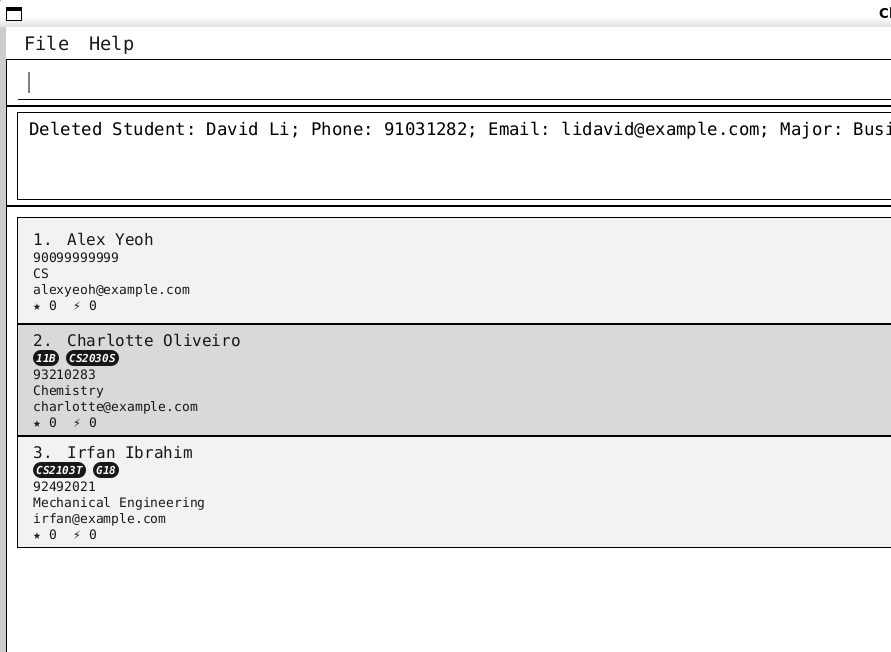 File Help
Deleted Student: David Li; Phone: 91031282; Email: lidavid@example.com; Major: Busi
1. Alex Yeoh
90099999999
CS
alexyeoh@example.com
★ 0 ⚡ 0
2. Charlotte Oliveiro
11B CS2030S
93210283
Chemistry
charlotte@example.com
★ 0 ⚡ 0
3. Irfan Ibrahim
CS2103T G18
92492021
Mechanical Engineering
irfan@example.com
★ 0 ⚡ 0